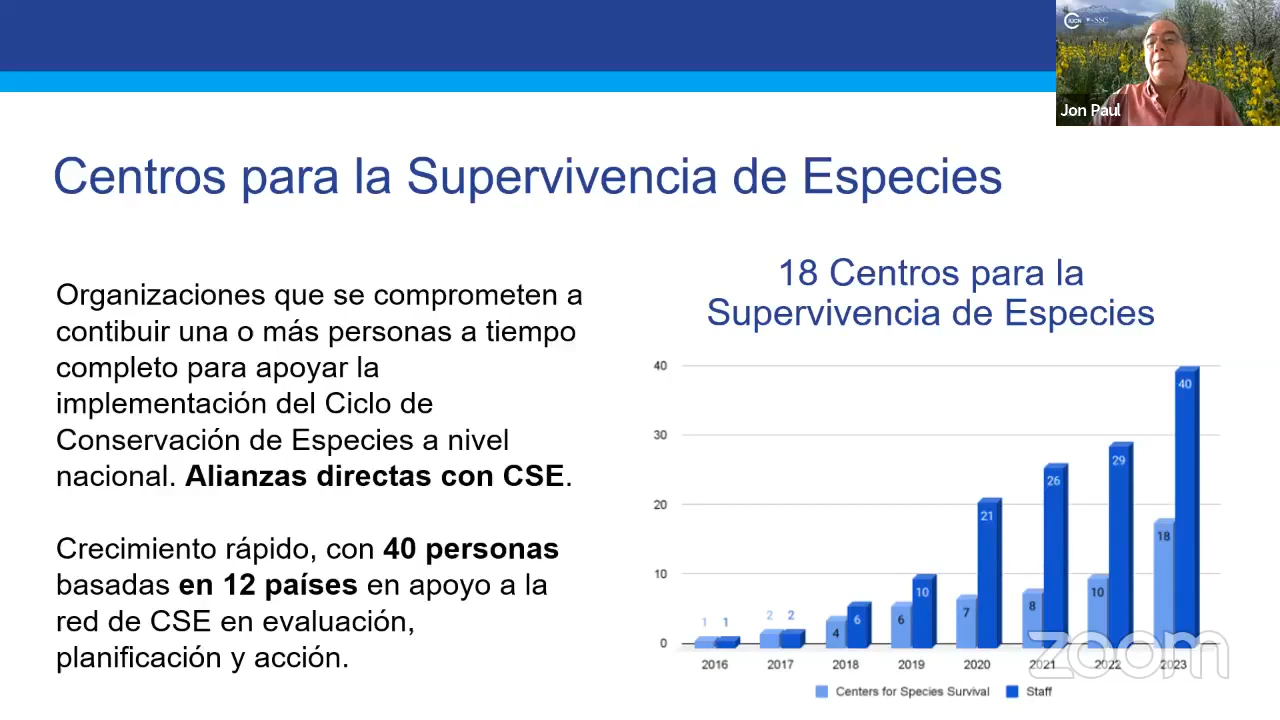 IUCN SSC
Jon Paul
Centros para la Supervivencia de Especies
Organizaciones que se comprometen a
contibuir una o más personas a tiempo
completo para apoyar la
implementación del Ciclo de
Conservación de Especies a nivel
nacional. Alianzas directas con CSE.
Crecimiento rápido, con 40 personas
basadas en 12 países en apoyo a la
red de CSE en evaluación,
planificación y acción.
18 Centros para la
Supervivencia de Especies
40
30
20
10
0
1 1
2 2
4 6
6 10
7 21
8 26
10 29
18 40
2016 2017 2018 2019 2020 2021 2022 2023
Centers for Species Survival Staff
zoom